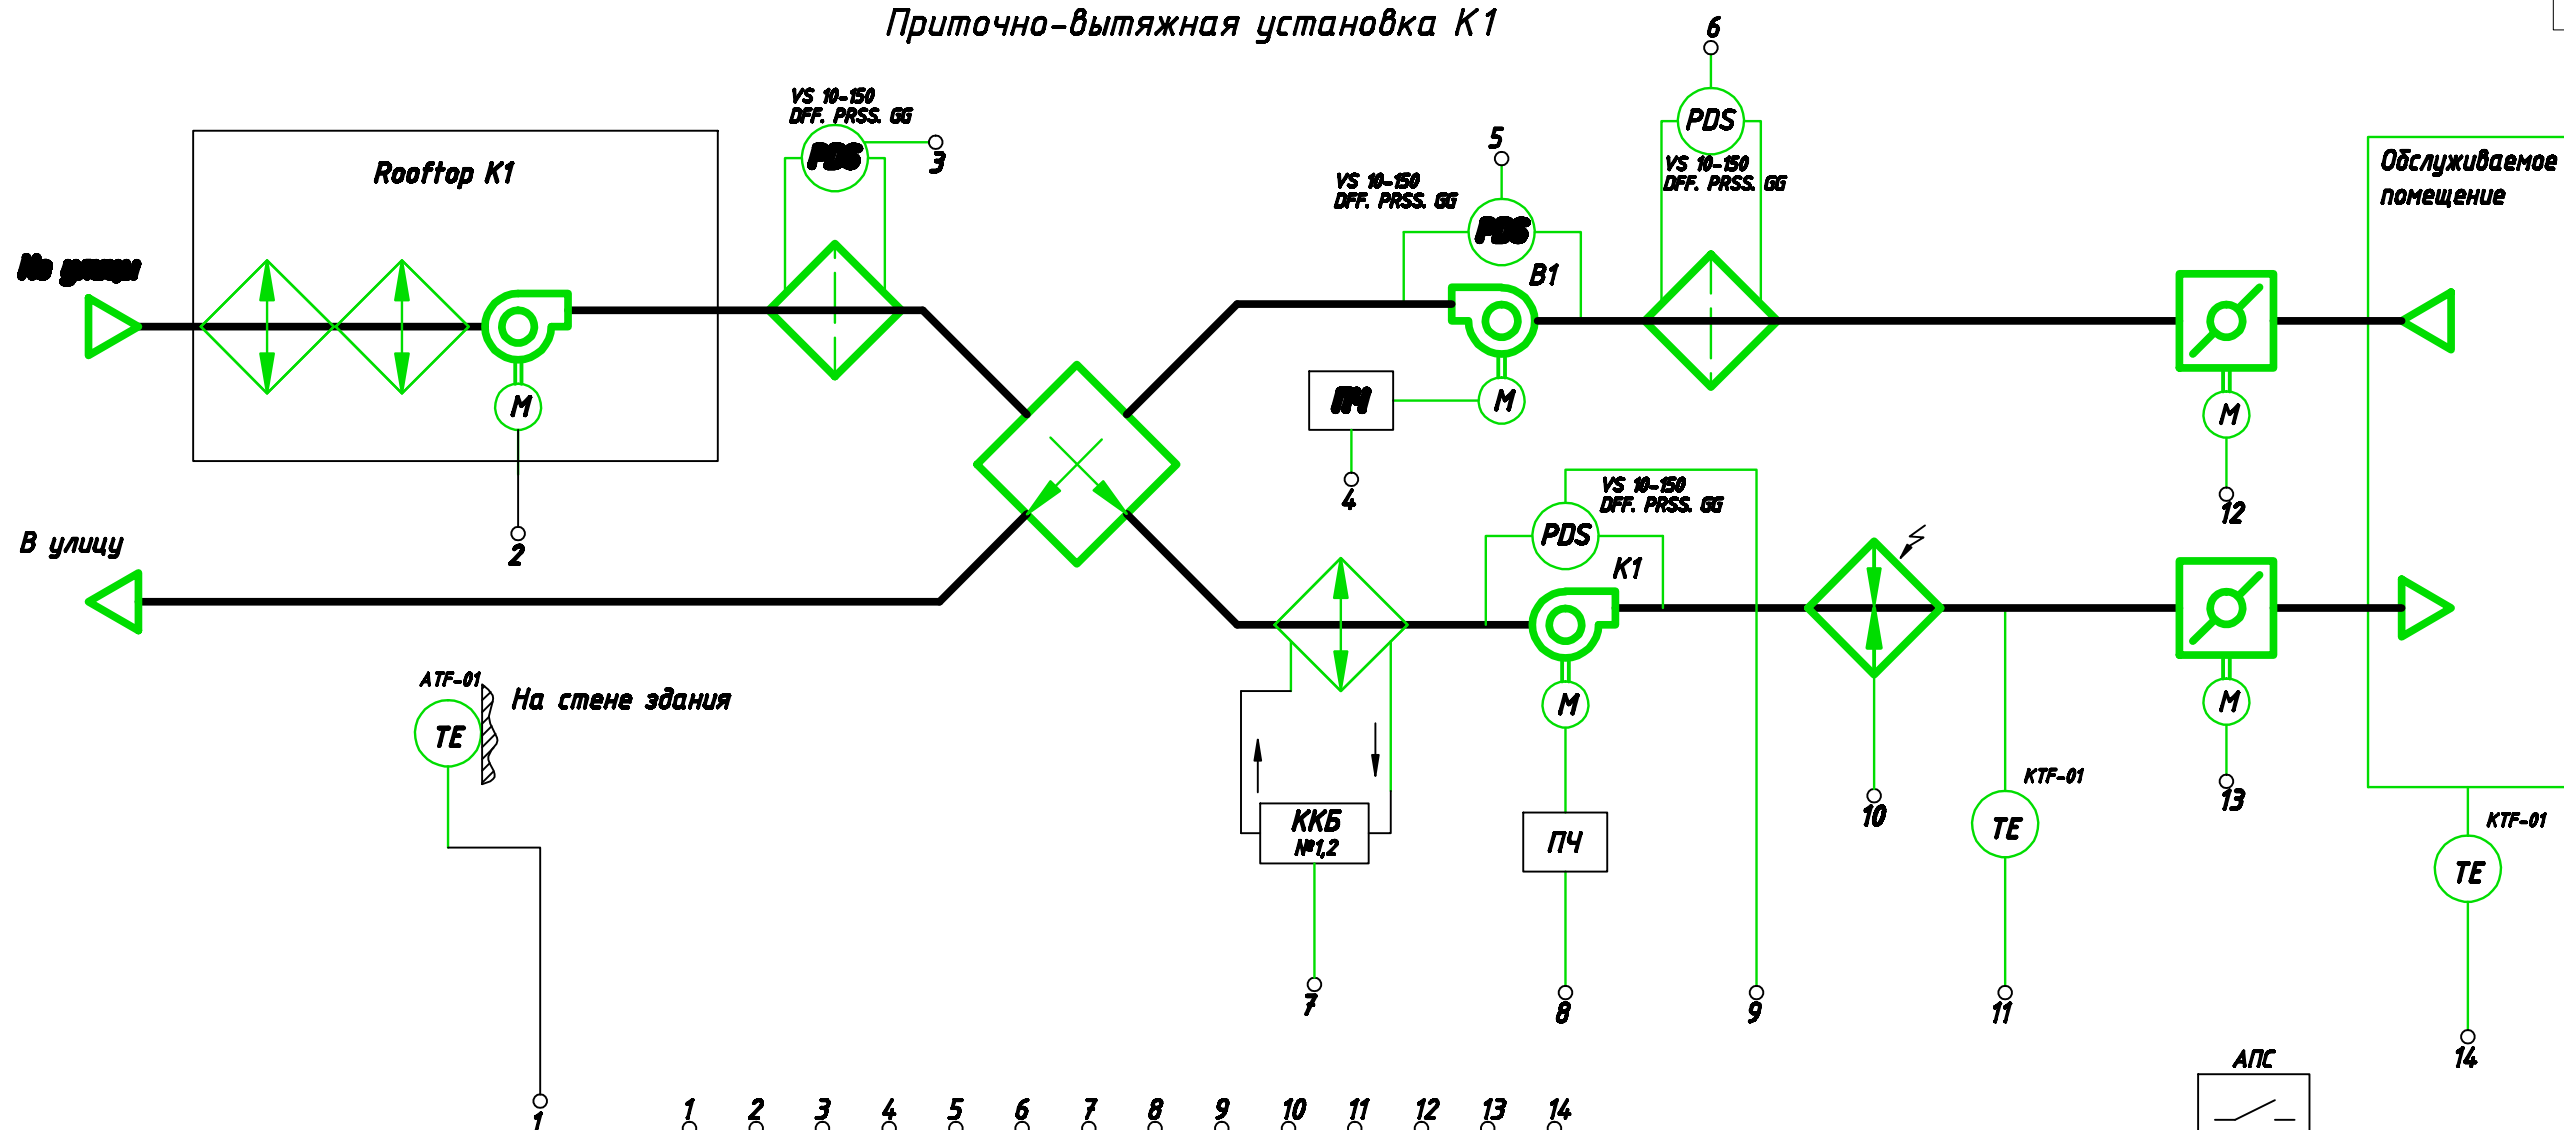 Приточно-вытяжная установка К1
6
VS 10-150
DFF. PRSS. GG
PDS
3
Rooftop K1
5
VS 10-150
DFF. PRSS. GG
PDS
B1
PDS
VS 10-150
DFF. PRSS. GG
Обслуживаемое
помещение
M
2
ПЧ
M
4
M
12
В улицу
VS 10-150
DFF. PRSS. GG
PDS
K1
M
ПЧ
8
9
ATF-01
TE
На стене здания
1
ККБ
№1,2
7
10
KTF-01
TE
11
M
13
KTF-01
TE
14
АПС
1 2 3 4 5 6 7 8 9 10 11 12 13 14